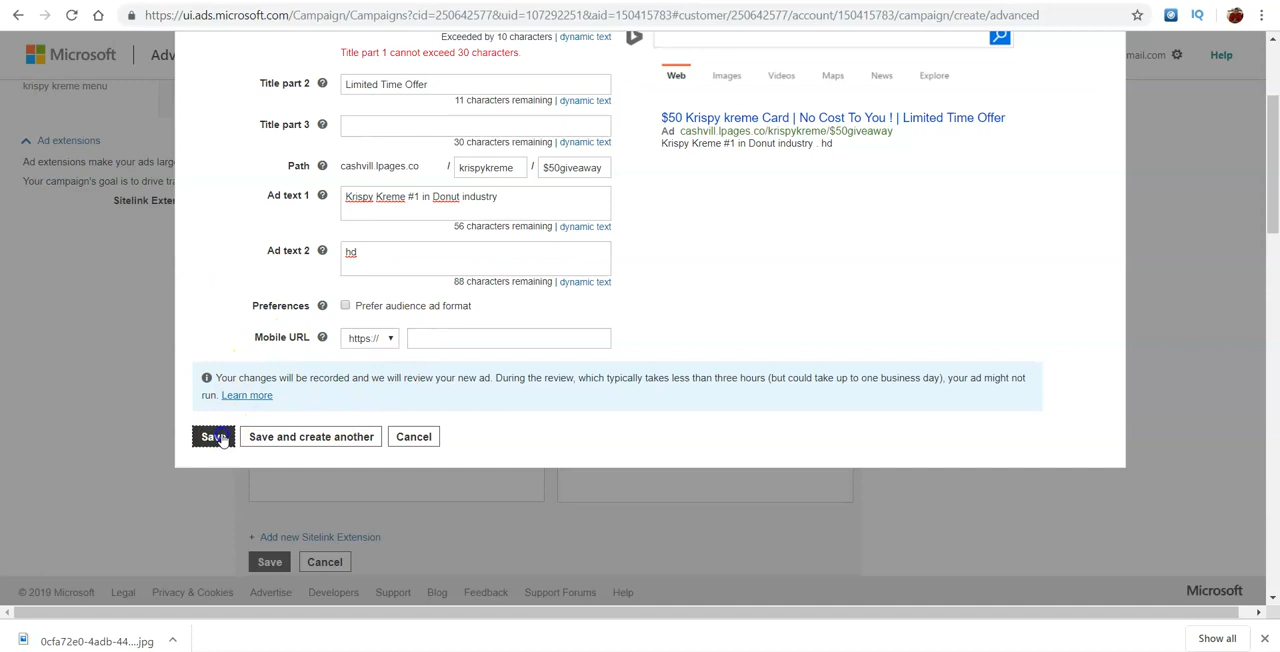 https://ui.ads.microsoft.com/Campaign/Campaigns?cid=250642577&uid=107292251&aid=150415783#customer/250642577/account/150415783/campaign/create/advanced
IQ
Microsoft
Adv
mail.com
Help
Exceeded by 10 characters | dynamic text
Title part 1 cannot exceed 30 characters.
krispy kreme menu
Title part 2 Limited Time Offer
11 characters remaining | dynamic text
Title part 3
30 characters remaining | dynamic text
Path cashvill.lpages.co / krispykreme / $50giveaway
Ad text 1 Krispy Kreme #1 in Donut industry
56 characters remaining | dynamic text
Ad text 2 hd
88 characters remaining | dynamic text
Preferences Prefer audience ad format
Mobile URL https://
Web Images Videos Maps News Explore
$50 Krispy kreme Card | No Cost To You ! | Limited Time Offer
Ad cashvill.lpages.co/krispykreme/$50giveaway
Krispy Kreme #1 in Donut industry . hd
Ad extensions
Ad extensions make your ads larg
Your campaign's goal is to drive tra
Sitelink Exter
Your changes will be recorded and we will review your new ad. During the review, which typically takes less than three hours (but could take up to one business day), your ad might not
run. Learn more
Save Save and create another Cancel
+ Add new Sitelink Extension
Save Cancel
© 2019 Microsoft Legal Privacy & Cookies Advertise Developers Support Blog Feedback Support Forums Help
Microsoft
0cfa72e0-4adb-44....jpg
Show all